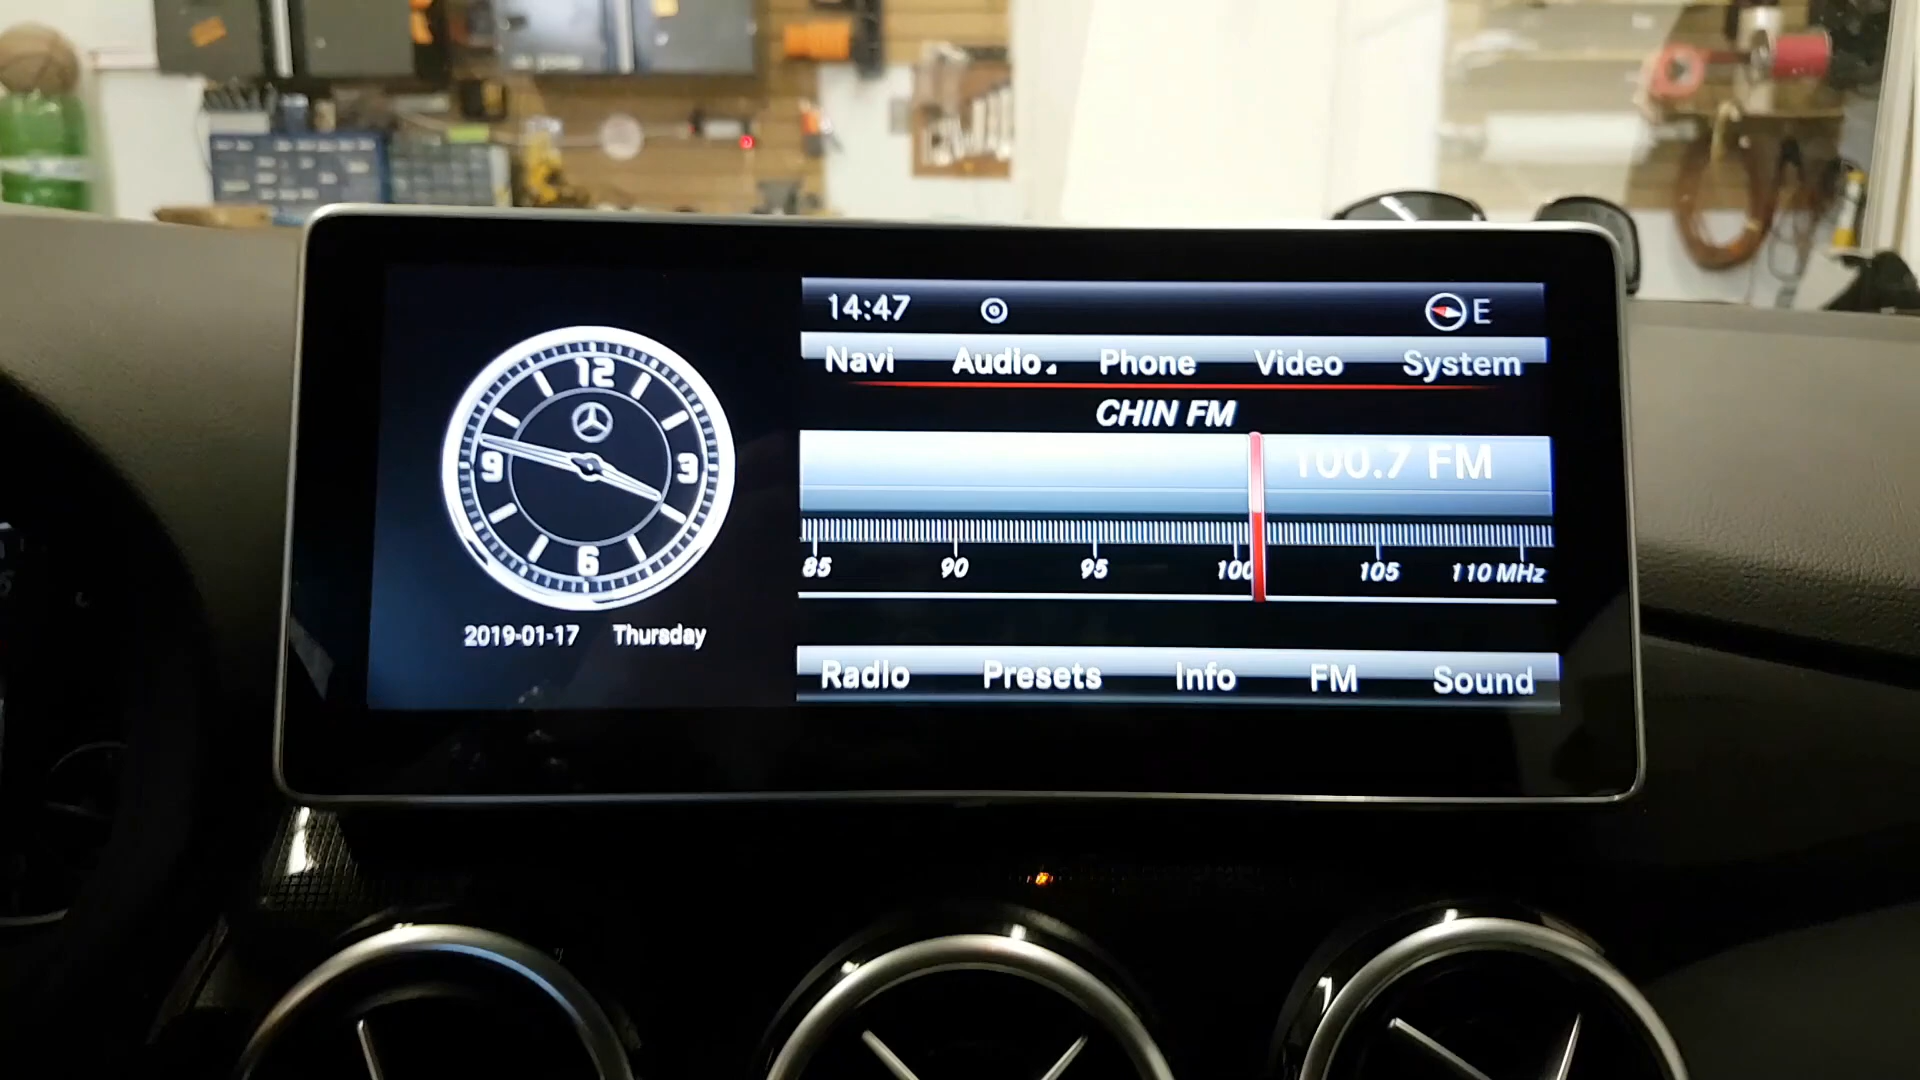 14:47 E
Navi Audio Phone Video System
CHIN FM
100.7 FM
85 90 95 100 105 110 MHz
Radio Presets Info FM Sound
12
3
6
9
2019-01-17 Thursday